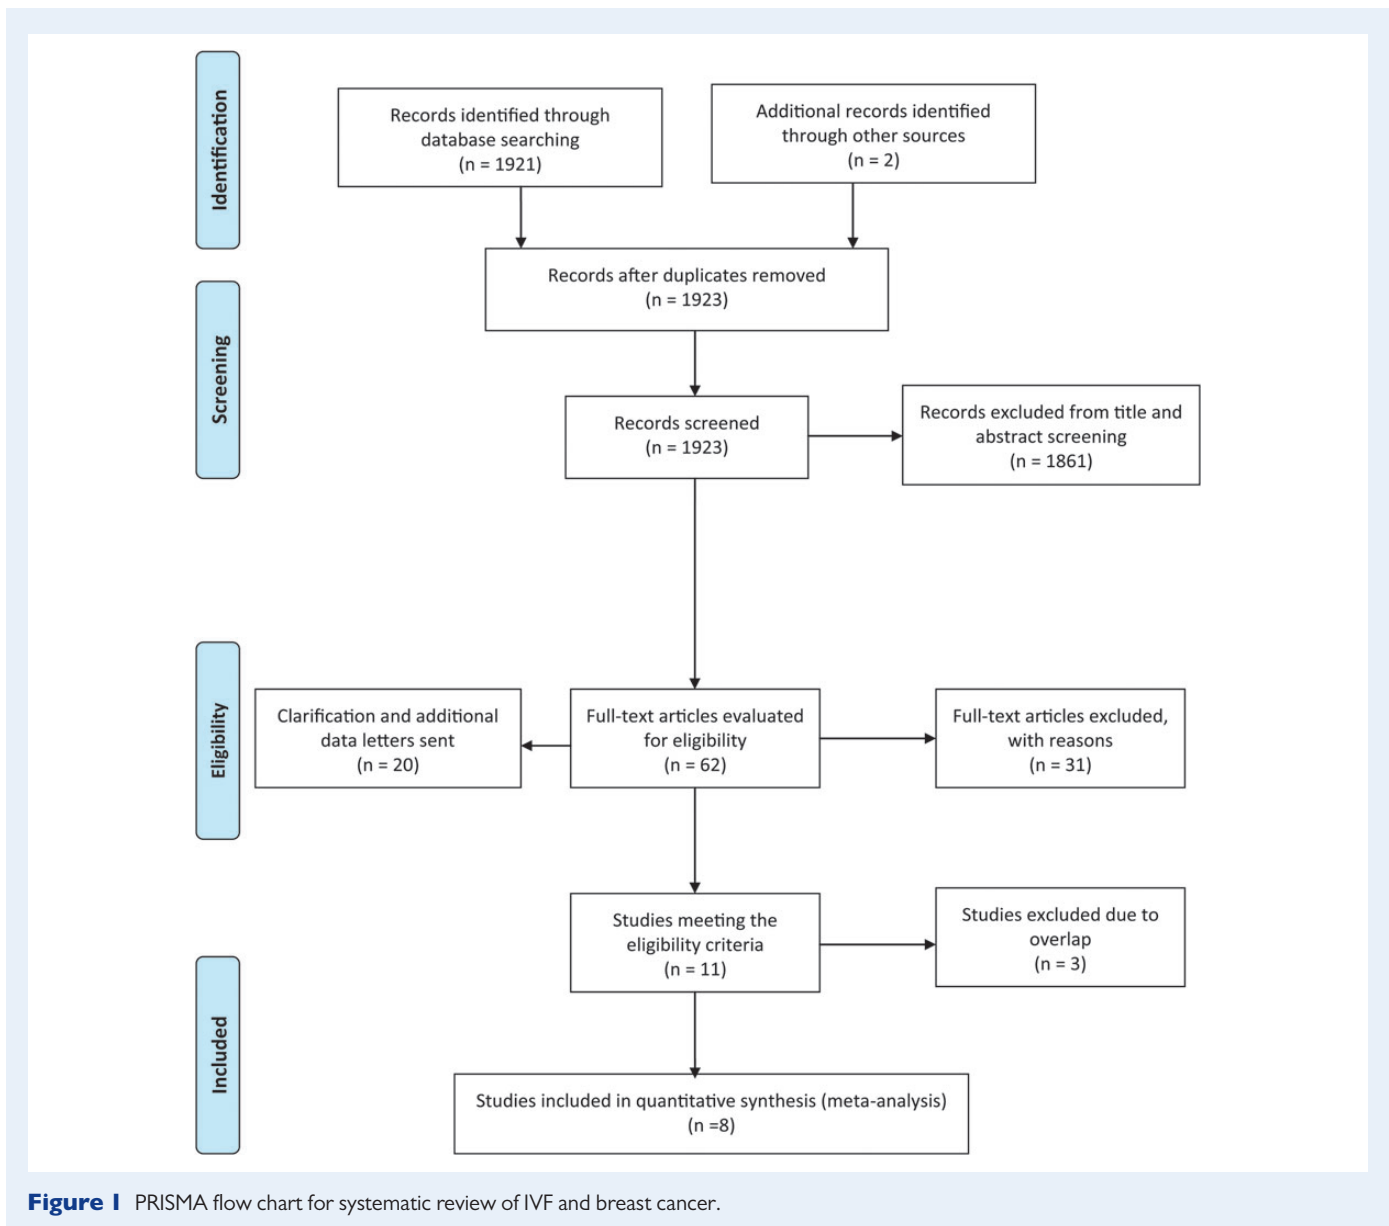 Identification
Records identified through
database searching
(n = 1921)
Additional records identified
through other sources
(n = 2)
Records after duplicates removed
(n = 1923)
Screening
Records screened
(n = 1923)
Records excluded from title and
abstract screening
(n = 1861)
Eligibility
Clarification and additional
data letters sent
(n = 20)
Full-text articles evaluated
for eligibility
(n = 62)
Full-text articles excluded,
with reasons
(n = 31)
Studies meeting the
eligibility criteria
(n = 11)
Studies excluded due to
overlap
(n = 3)
Included
Studies included in quantitative synthesis (meta-analysis)
(n =8)
Figure 1 PRISMA flow chart for systematic review of IVF and breast cancer.